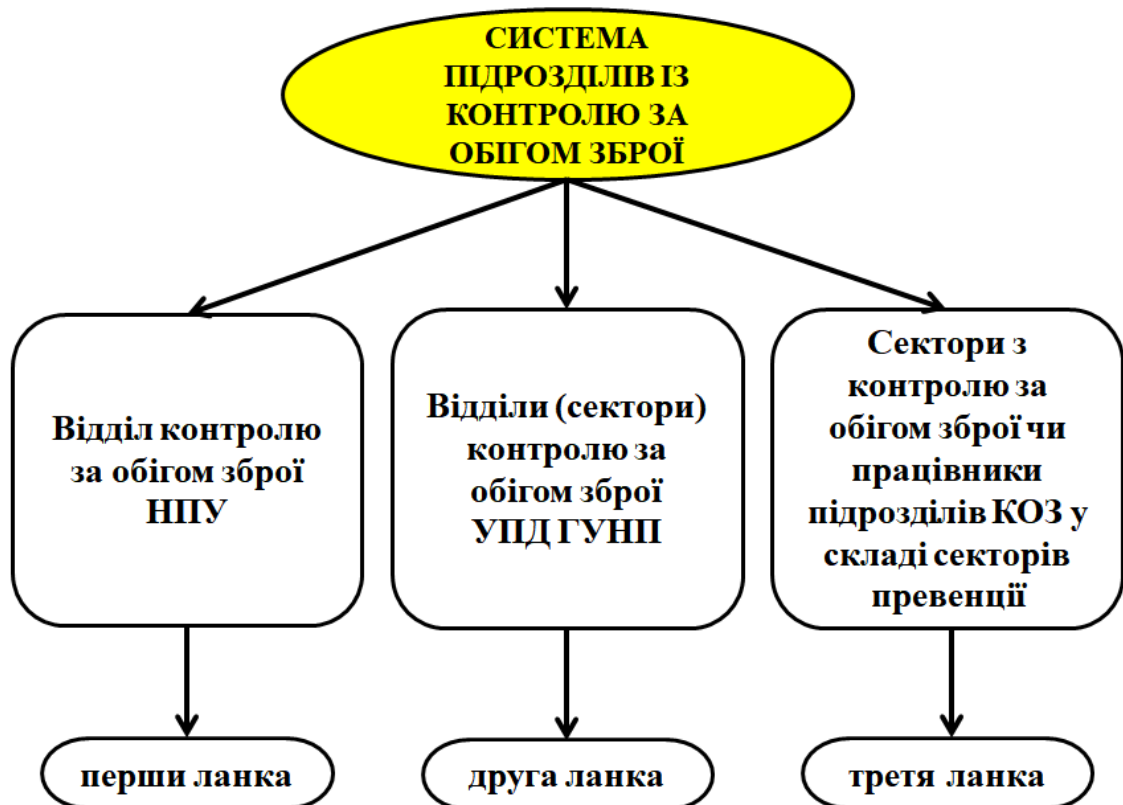 СИСТЕМА
ПІДРОЗДІЛІВ ІЗ
КОНТРОЛЮ ЗА
ОБІГОМ ЗБРОЇ
Відділ контролю
за обігом зброї
НПУ
Відділи (сектори)
контролю за
обігом зброї
УПД ГУНП
Сектори з
контролю за
обігом зброї чи
працівники
підрозділів КОЗ у
складі секторів
превенції
перши ланка
друга ланка
третя ланка